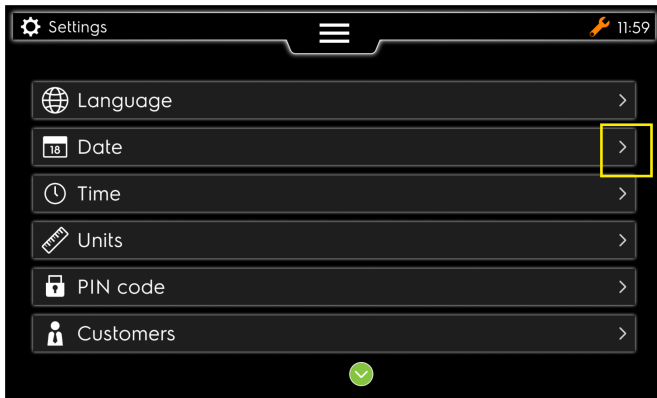 Settings
11:59
Language
18 Date
Time
Units
PIN code
Customers